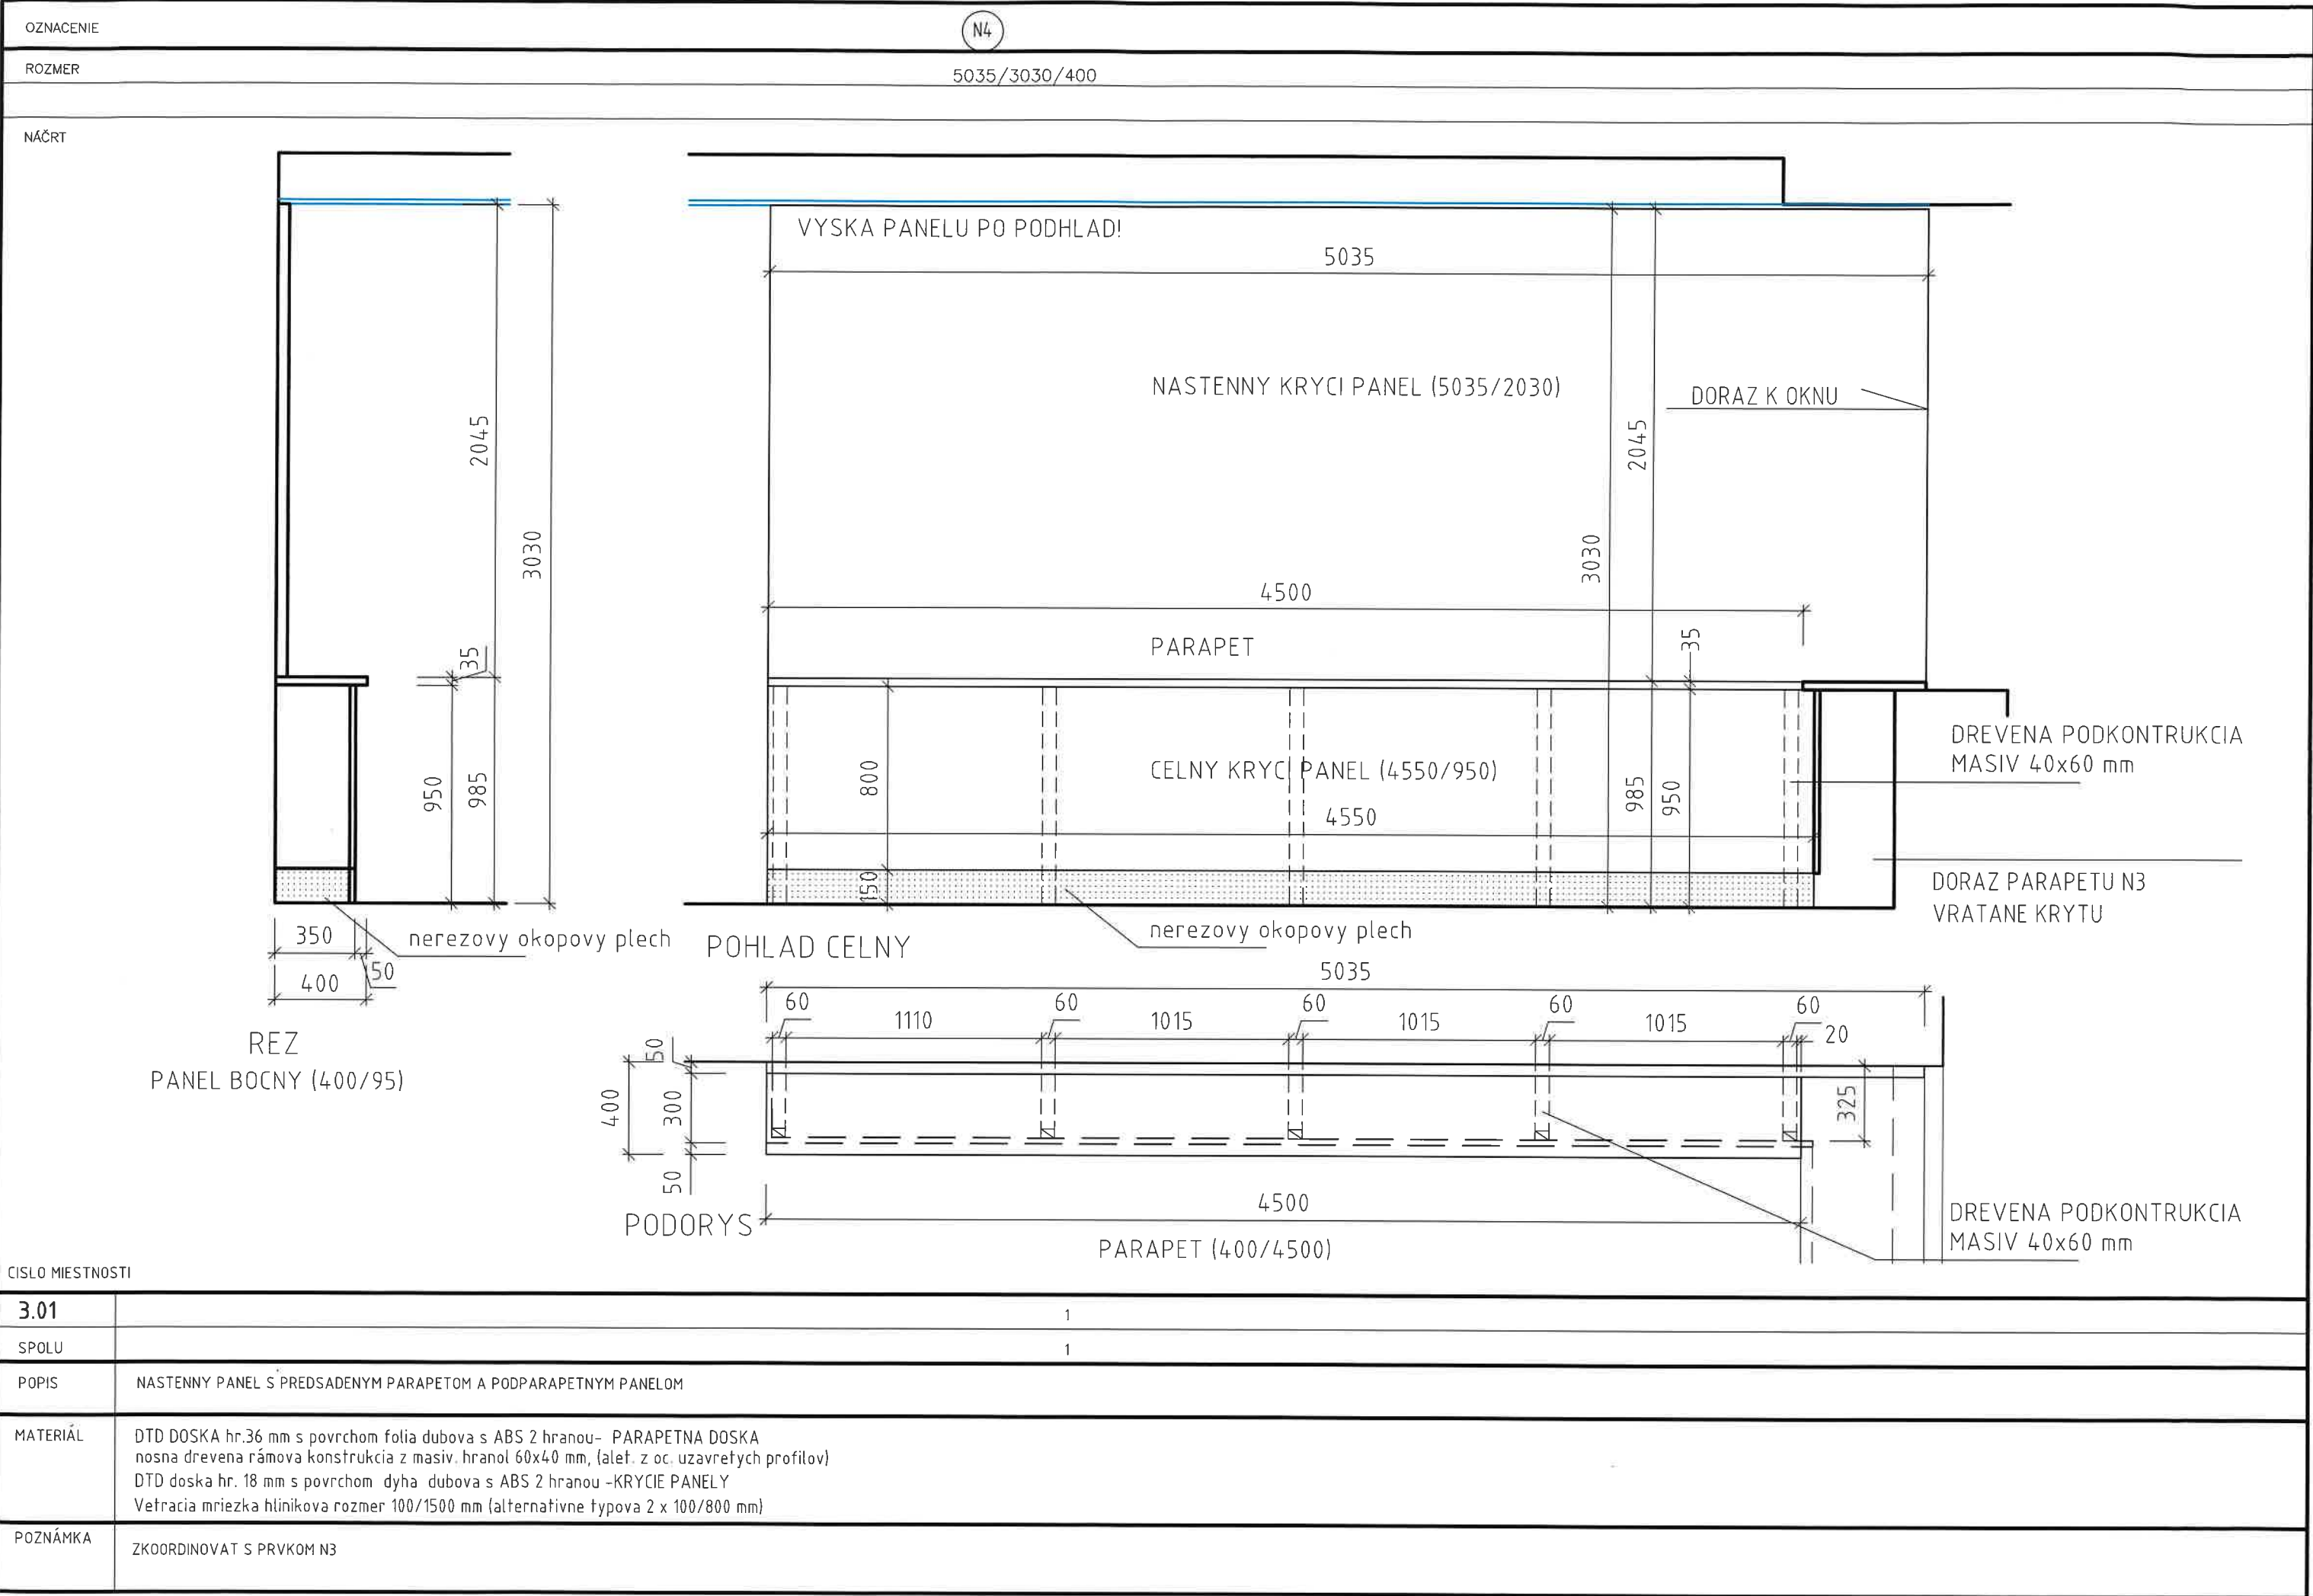 OZNACENIE
N4
ROZMER
5035/3030/400
NÁČRT
VYSKA PANELU PO PODHLAD!
5035
NASTENNY KRYCI PANEL (5035/2030)
DORAZ K OKNU
2045
3030
2045
3030
4500
PARAPET
35
35
950
985
800
CELNY KRYCI PANEL (4550/950)
4550
985
950
150
DREVENA PODKONTRUKCIA
MASIV 40x60 mm
DORAZ PARAPETU N3
VRATANE KRYTU
350
50
400
nerezovy okopovy plech
POHLAD CELNY
nerezovy okopovy plech
REZ
PANEL BOCNY (400/95)
5035
60
1110
60
1015
60
1015
60
1015
60
20
50
400
300
50
325
4500
PODORYS
PARAPET (400/4500)
DREVENA PODKONTRUKCIA
MASIV 40x60 mm
CISLO MIESTNOSTI
3.01
1
SPOLU
1
POPIS
NASTENNY PANEL S PREDSADENYM PARAPETOM A PODPARAPETNYM PANELOM
MATERIÁL
DTD DOSKA hr.36 mm s povrchom folia dubova s ABS 2 hranou- PARAPETNA DOSKA
nosna drevena rámova konstrukcia z masiv. hranol 60x40 mm, (alet. z oc. uzavretych profilov)
DTD doska hr. 18 mm s povrchom dyha dubova s ABS 2 hranou -KRYCIE PANELY
Vetracia mriezka hlinikova rozmer 100/1500 mm (alternativne typova 2 x 100/800 mm)
POZNÁMKA
ZKOORDINOVAT S PRVKOM N3